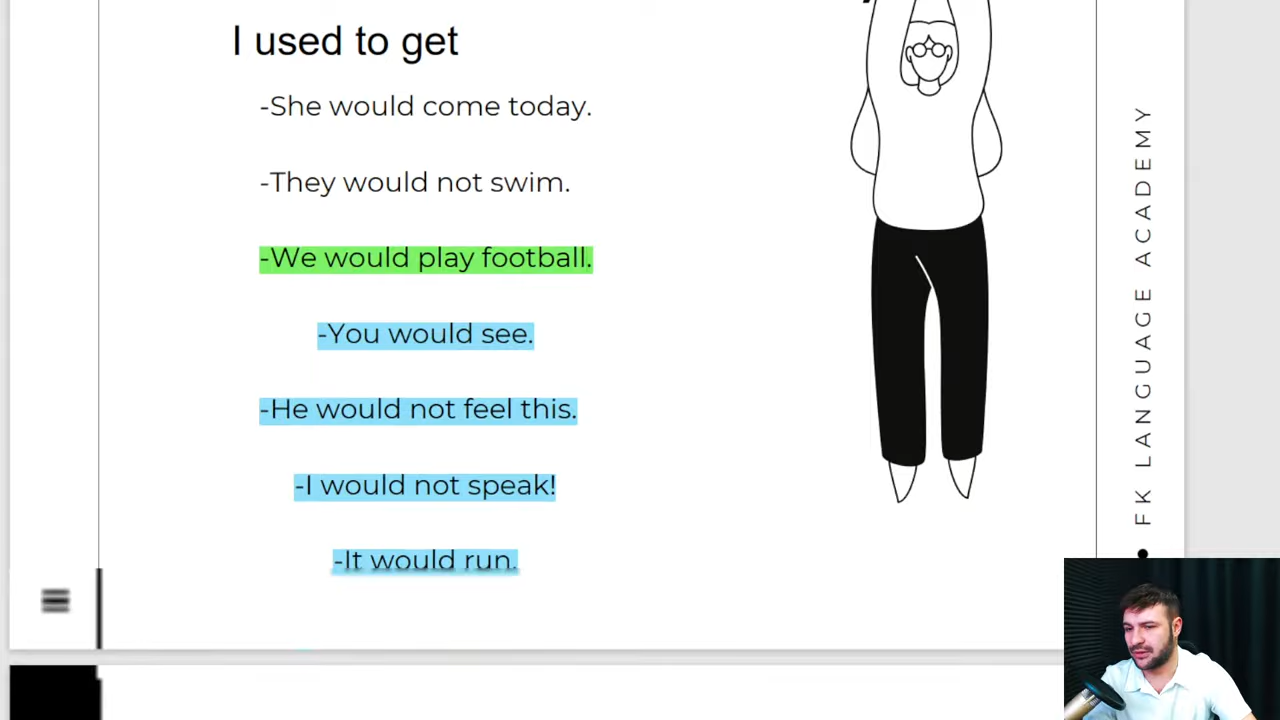 I used to get
-She would come today.
-They would not swim.
-We would play football.
-You would see.
-He would not feel this.
-I would not speak!
-It would run.
FK LANGUAGE ACADEMY